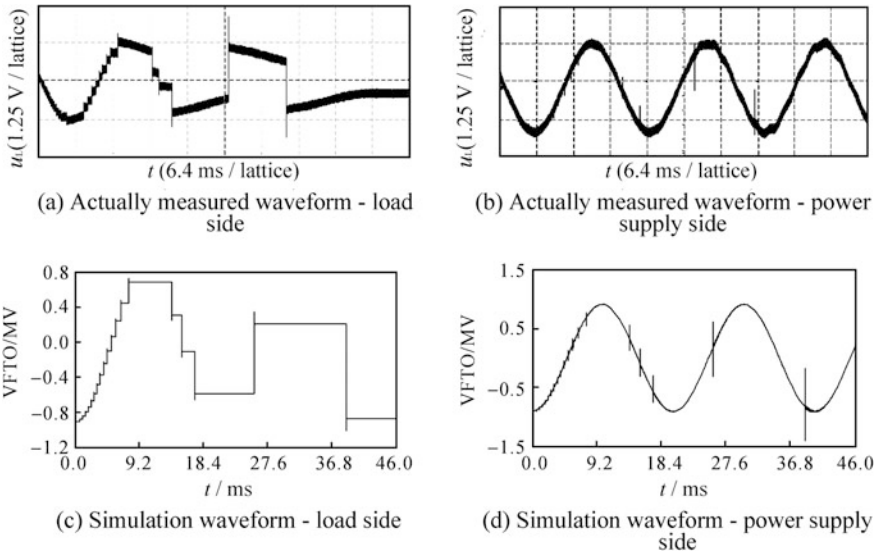 u_L(1.25 V / lattice)
t (6.4 ms / lattice)
(a) Actually measured waveform - load
side
u_L(1.25 V / lattice)
t (6.4 ms / lattice)
(b) Actually measured waveform - power
supply side
VFTO/MV
0.8
0.4
0.0
−0.4
−0.8
−1.2
0.0 9.2 18.4 27.6 36.8 46.0
t / ms
(c) Simulation waveform - load side
VFTO/MV
1.5
0.5
−0.5
−1.5
0.0 9.2 18.4 27.6 36.8 46.0
t / ms
(d) Simulation waveform - power supply
side